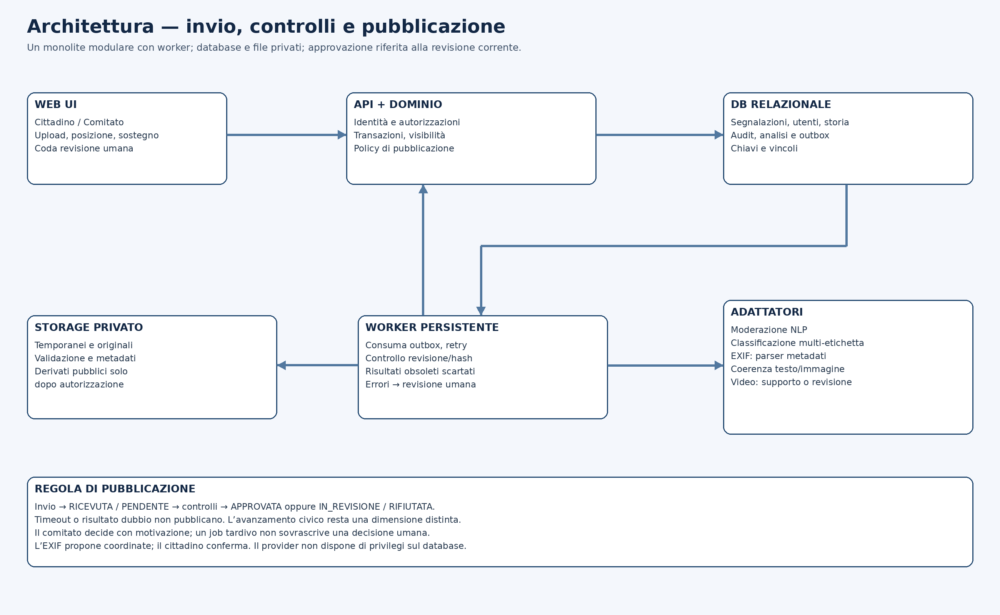 Architettura — invio, controlli e pubblicazione
Un monolite modulare con worker; database e file privati; approvazione riferita alla revisione corrente.
WEB UI
Cittadino / Comitato
Upload, posizione, sostegno
Coda revisione umana
API + DOMINIO
Identità e autorizzazioni
Transazioni, visibilità
Policy di pubblicazione
DB RELAZIONALE
Segnalazioni, utenti, storia
Audit, analisi e outbox
Chiavi e vincoli
STORAGE PRIVATO
Temporanei e originali
Validazione e metadati
Derivati pubblici solo
dopo autorizzazione
WORKER PERSISTENTE
Consuma outbox, retry
Controllo revisione/hash
Risultati obsoleti scartati
Errori → revisione umana
ADATTATORI
Moderazione NLP
Classificazione multi-etichetta
EXIF: parser metadati
Coerenza testo/immagine
Video: supporto o revisione
REGOLA DI PUBBLICAZIONE
Invio → RICEVUTA / PENDENTE → controlli → APPROVATA oppure IN_REVISIONE / RIFIUTATA.
Timeout o risultato dubbio non pubblicano. L’avanzamento civico resta una dimensione distinta.
Il comitato decide con motivazione; un job tardivo non sovrascrive una decisione umana.
L’EXIF propone coordinate; il cittadino conferma. Il provider non dispone di privilegi sul database.